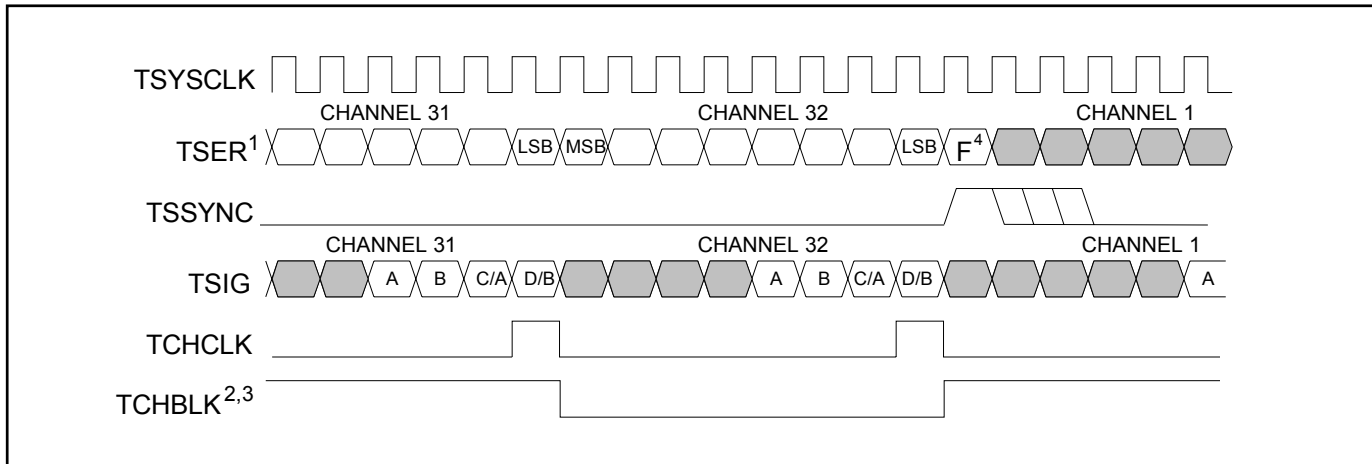 TSYSCLK
CHANNEL 31 CHANNEL 32 CHANNEL 1
TSER1 LSB MSB LSB F4
TSSYNC
CHANNEL 31 CHANNEL 32 CHANNEL 1
TSIG A B C/A D/B A B C/A D/B A
TCHCLK
TCHBLK2,3